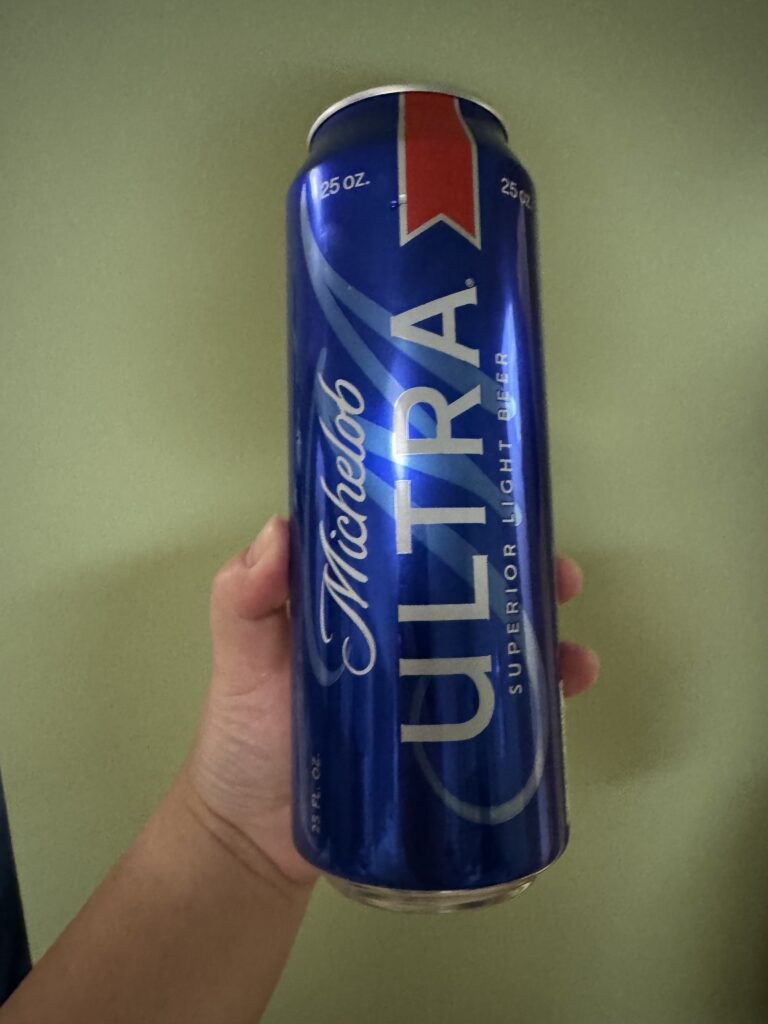 25 OZ.
25 OZ.
Michelob
ULTRA®
SUPERIOR LIGHT BEER
25 FL. OZ.